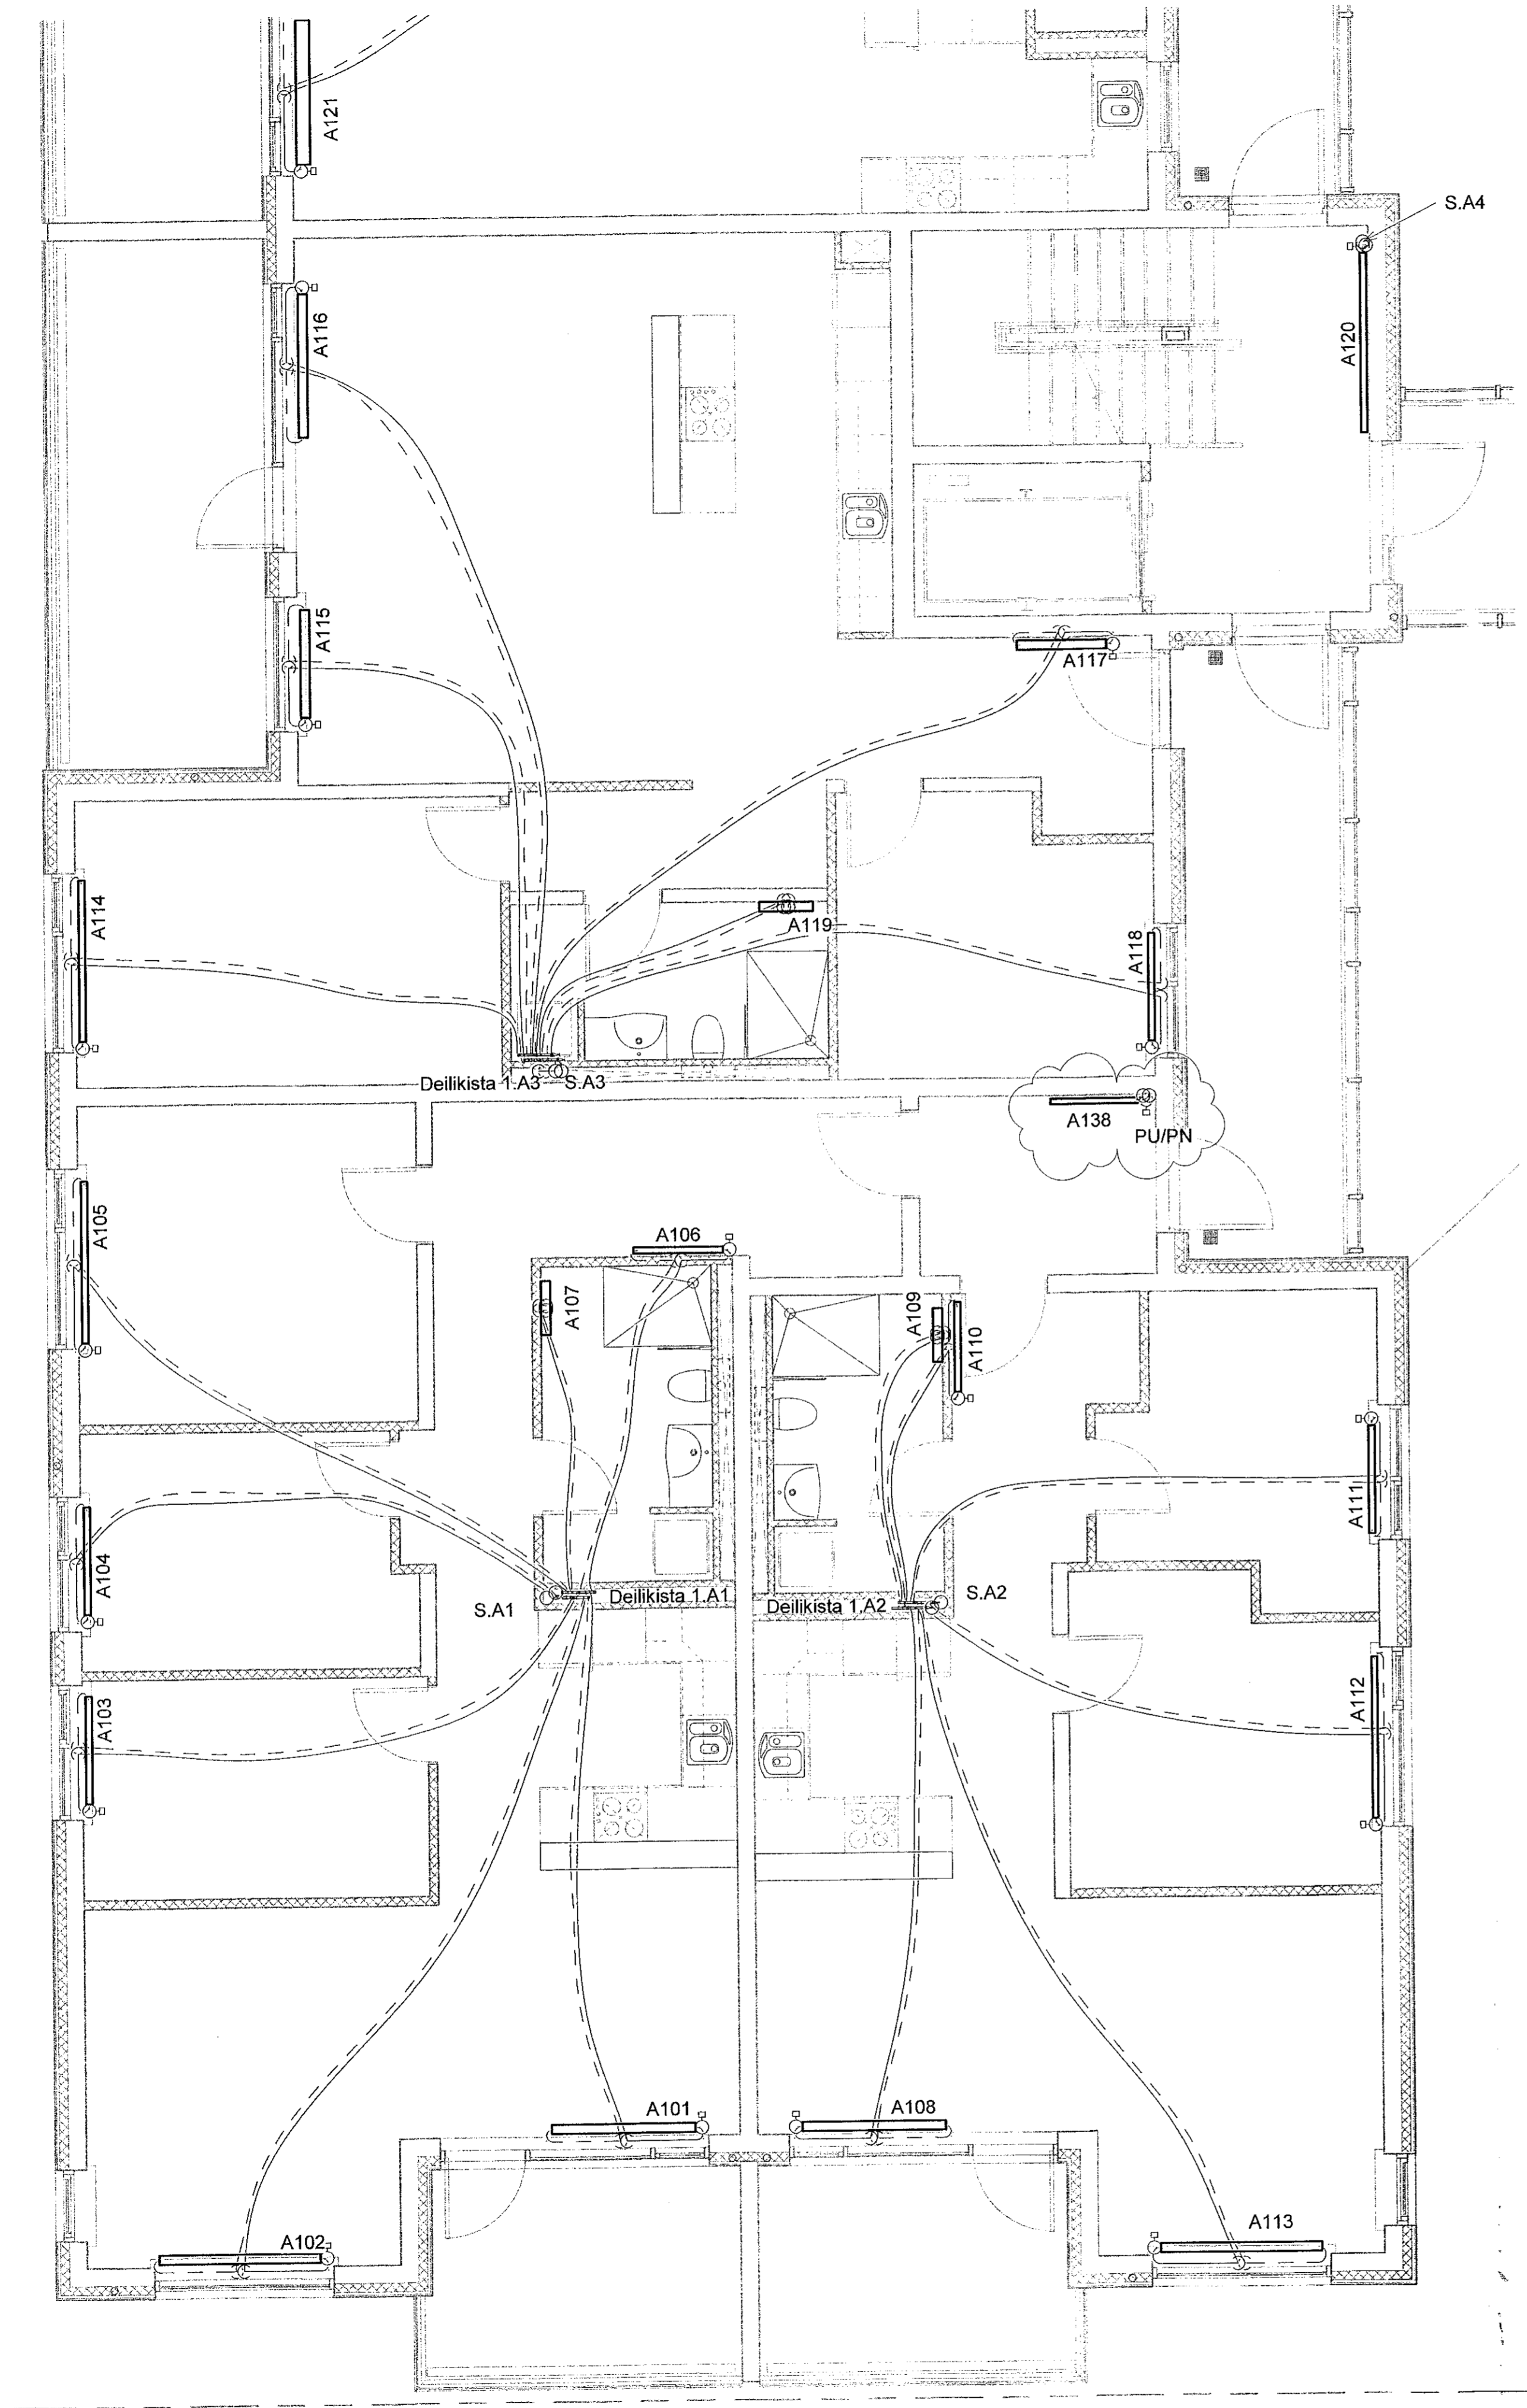 A121
S.A4
A116
A120
A115
A117
A114
A119
A118
Deilikista 1.A3
S.A3
A138
PU/PN
A105
A106
A107
A109
A110
A111
A104
S.A1
Deilikista 1.A1
Deilikista 1.A2
S.A2
A103
A112
A101
A108
A102
A113